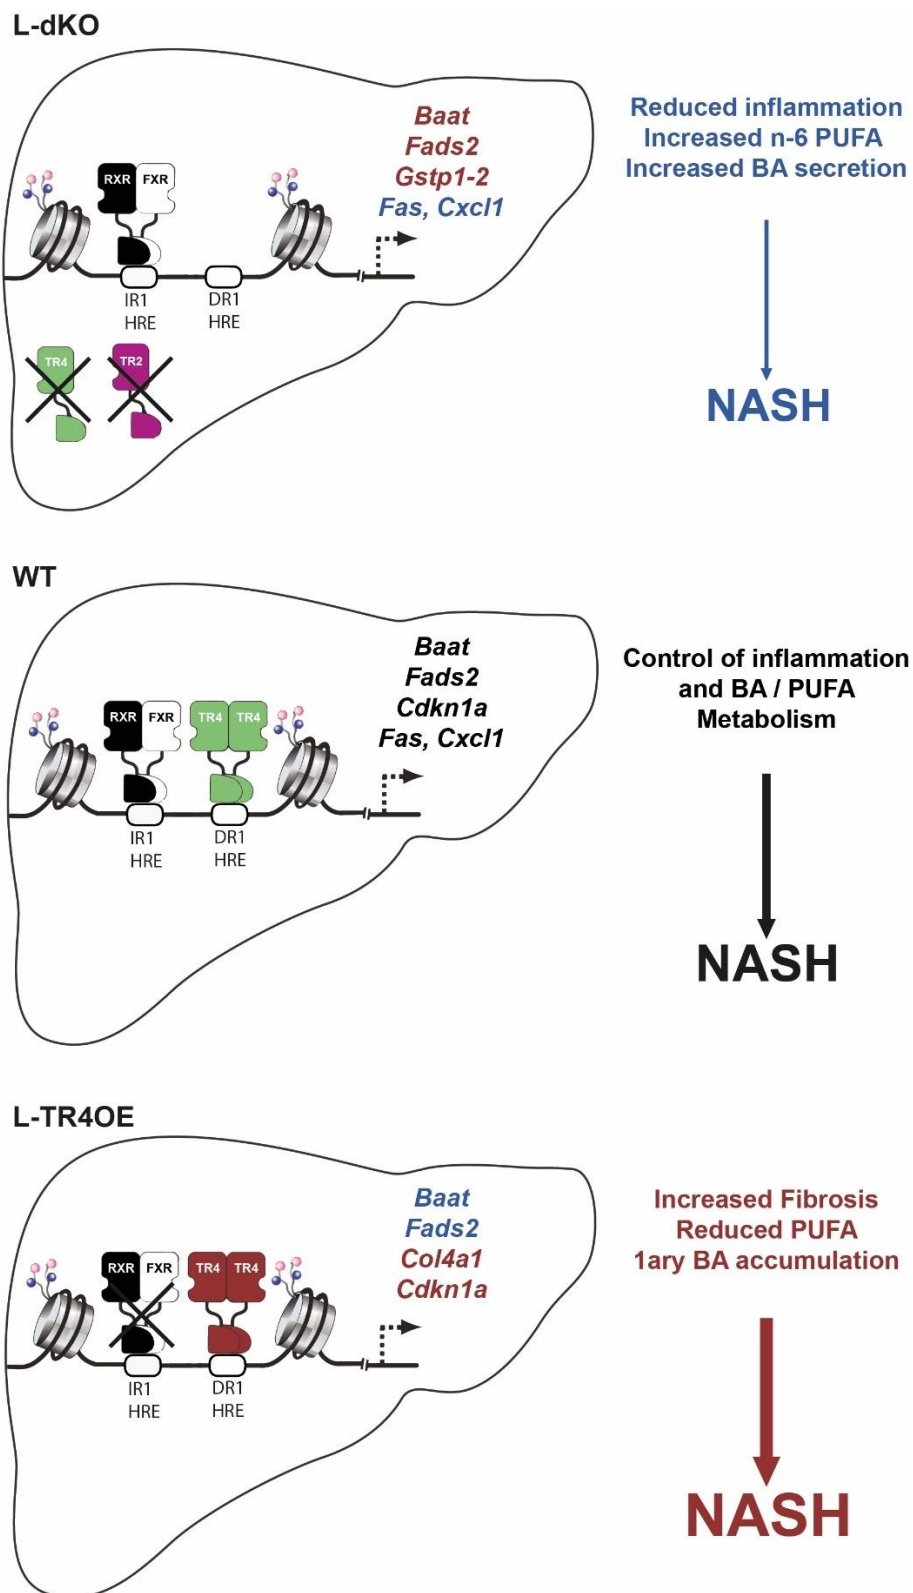 L-dKO
Baat
Fads2
Gstp1-2
Fas, Cxcl1
Reduced inflammation
Increased n-6 PUFA
Increased BA secretion
RXR FXR
IR1
HRE
DR1
HRE
TR4
TR2
NASH
WT
Baat
Fads2
Cdkn1a
Fas, Cxcl1
Control of inflammation
and BA / PUFA
Metabolism
RXR FXR TR4 TR4
IR1
HRE
DR1
HRE
NASH
L-TR4OE
Baat
Fads2
Col4a1
Cdkn1a
Increased Fibrosis
Reduced PUFA
1ary BA accumulation
RXR FXR TR4 TR4
IR1
HRE
DR1
HRE
NASH